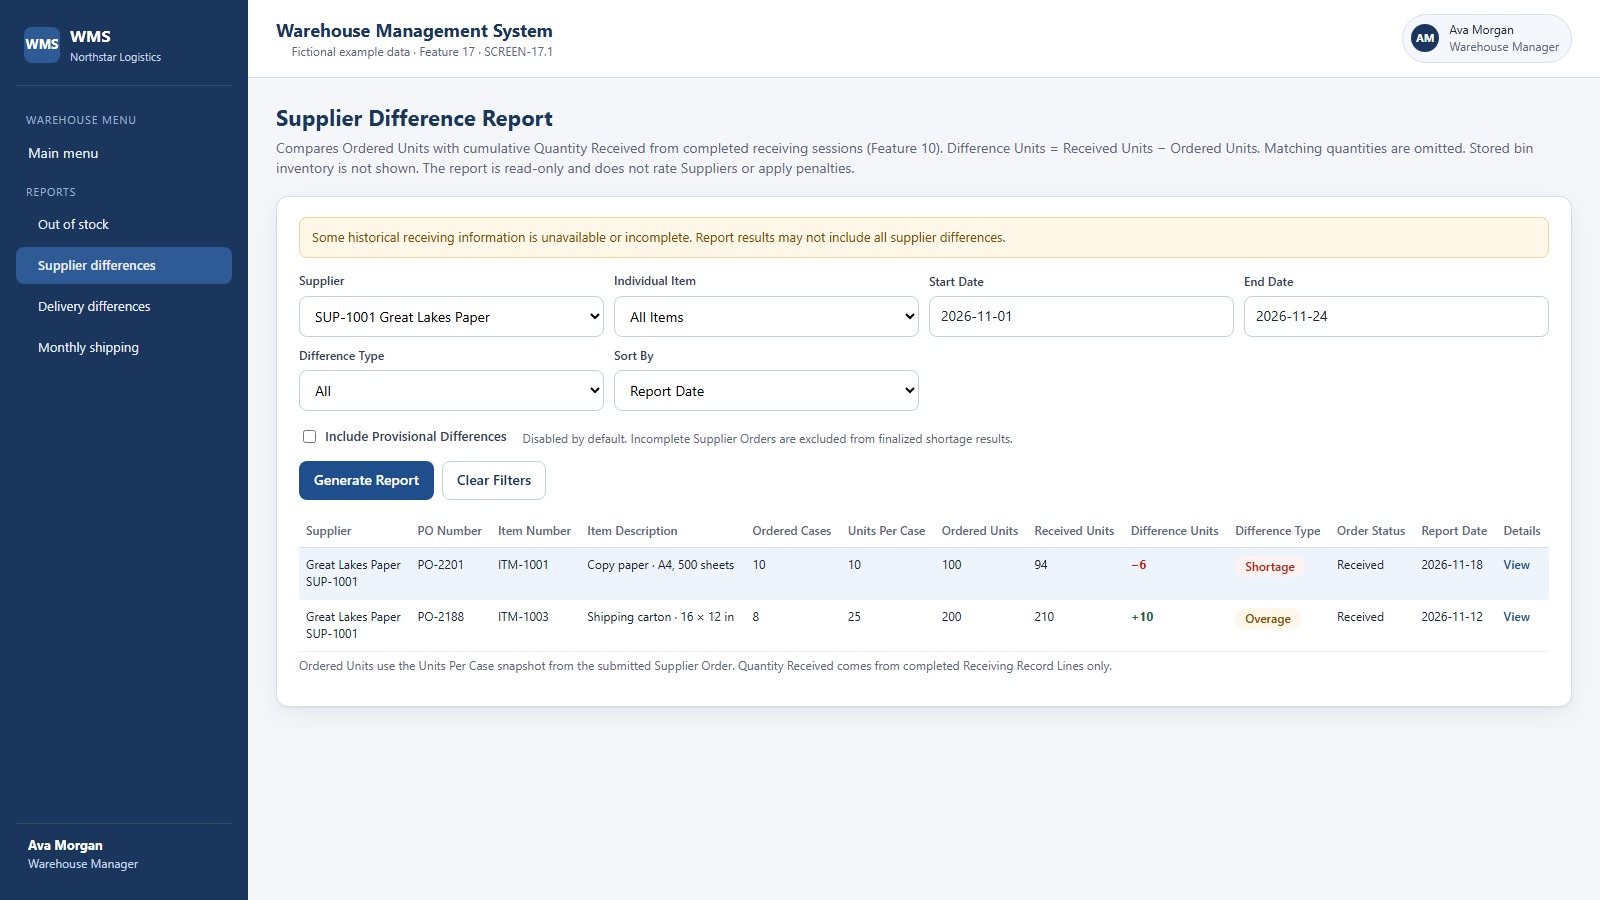 WMS
WMS
Northstar Logistics
WAREHOUSE MENU
Main menu
REPORTS
Out of stock
Supplier differences
Delivery differences
Monthly shipping
Ava Morgan
Warehouse Manager
Warehouse Management System
Fictional example data · Feature 17 · SCREEN-17.1
AM
Ava Morgan
Warehouse Manager
Supplier Difference Report
Compares Ordered Units with cumulative Quantity Received from completed receiving sessions (Feature 10). Difference Units = Received Units − Ordered Units. Matching quantities are omitted. Stored bin
inventory is not shown. The report is read-only and does not rate Suppliers or apply penalties.
Some historical receiving information is unavailable or incomplete. Report results may not include all supplier differences.
Supplier Individual Item Start Date End Date
SUP-1001 Great Lakes Paper All Items 2026-11-01 2026-11-24
Difference Type Sort By
All Report Date
Include Provisional Differences Disabled by default. Incomplete Supplier Orders are excluded from finalized shortage results.
Generate Report Clear Filters
Supplier PO Number Item Number Item Description Ordered Cases Units Per Case Ordered Units Received Units Difference Units Difference Type Order Status Report Date Details
Great Lakes Paper PO-2201 ITM-1001 Copy paper · A4, 500 sheets 10 10 100 94 −6 Shortage Received 2026-11-18 View
SUP-1001
Great Lakes Paper PO-2188 ITM-1003 Shipping carton · 16 × 12 in 8 25 200 210 +10 Overage Received 2026-11-12 View
SUP-1001
Ordered Units use the Units Per Case snapshot from the submitted Supplier Order. Quantity Received comes from completed Receiving Record Lines only.